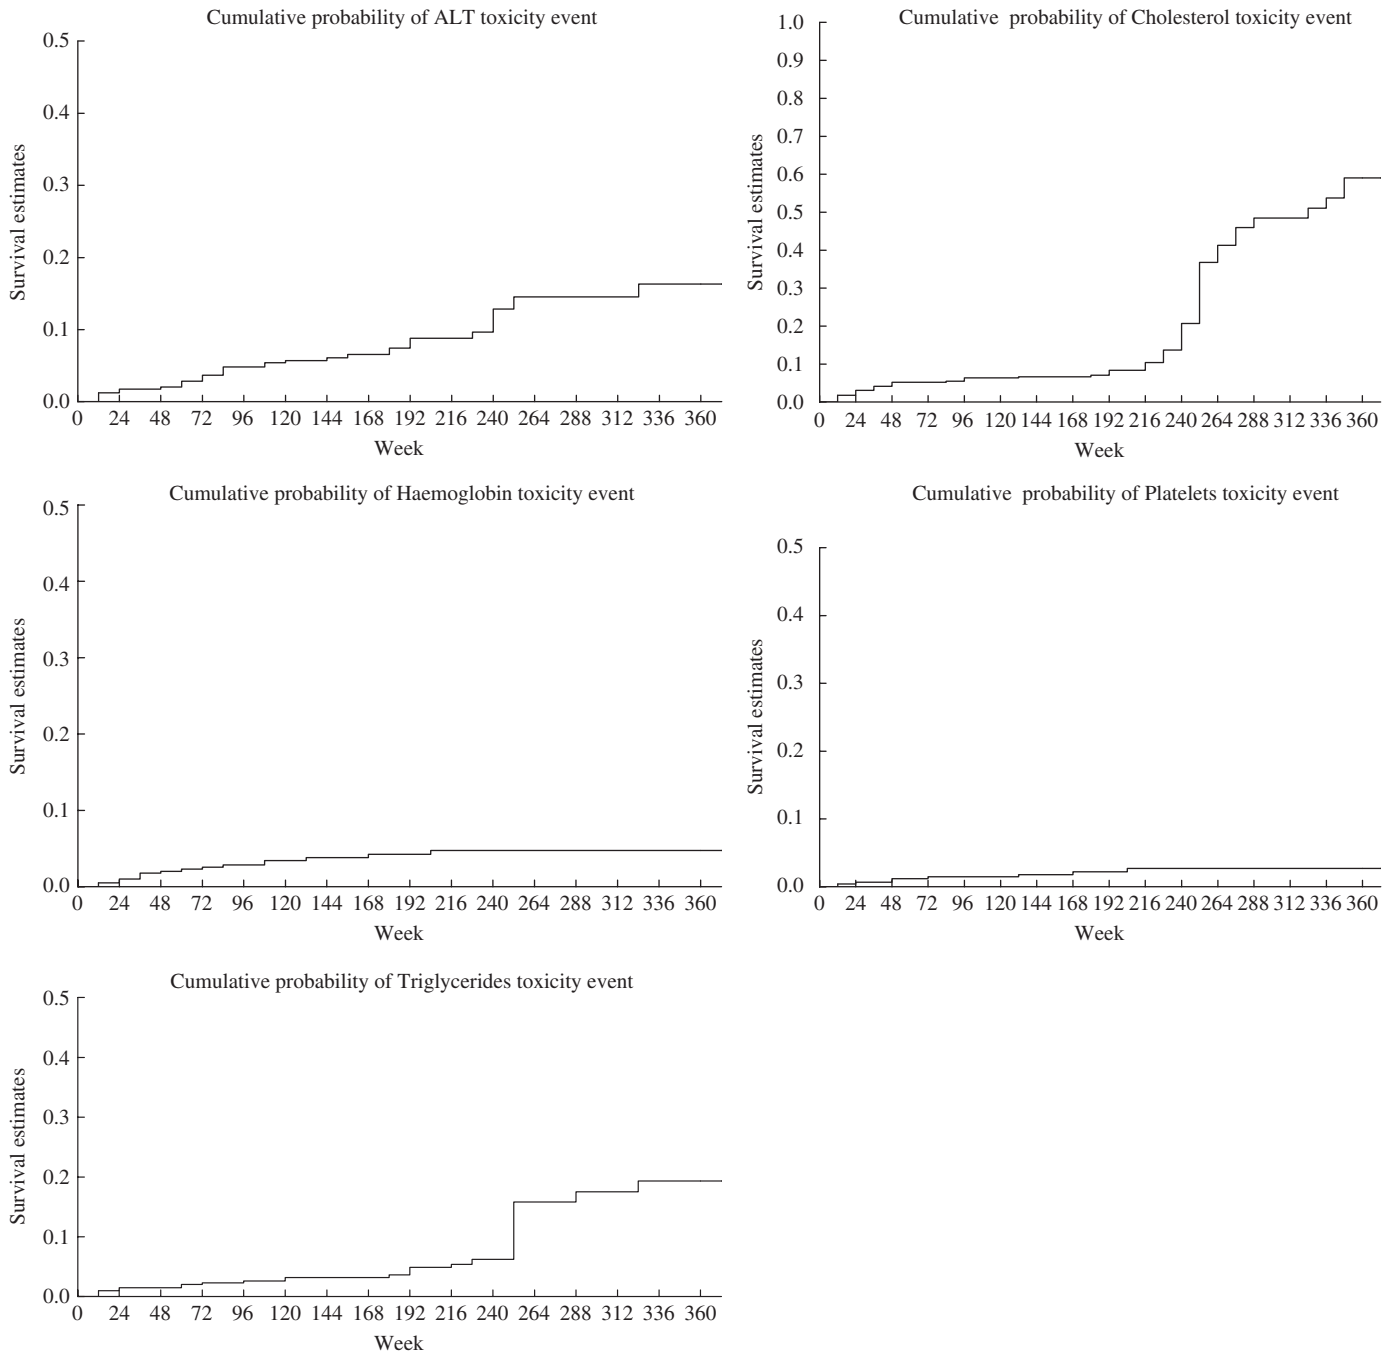 Cumulative probability of ALT toxicity event
0.5
0.4
0.3
0.2
0.1
0.0
Survival estimates
0 24 48 72 96 120 144 168 192 216 240 264 288 312 336 360
Week
Cumulative probability of Cholesterol toxicity event
1.0
0.9
0.8
0.7
0.6
0.5
0.4
0.3
0.2
0.1
0.0
Survival estimates
0 24 48 72 96 120 144 168 192 216 240 264 288 312 336 360
Week
Cumulative probability of Haemoglobin toxicity event
0.5
0.4
0.3
0.2
0.1
0.0
Survival estimates
0 24 48 72 96 120 144 168 192 216 240 264 288 312 336 360
Week
Cumulative probability of Platelets toxicity event
0.5
0.4
0.3
0.2
0.1
0.0
Survival estimates
0 24 48 72 96 120 144 168 192 216 240 264 288 312 336 360
Week
Cumulative probability of Triglycerides toxicity event
0.5
0.4
0.3
0.2
0.1
0.0
Survival estimates
0 24 48 72 96 120 144 168 192 216 240 264 288 312 336 360
Week